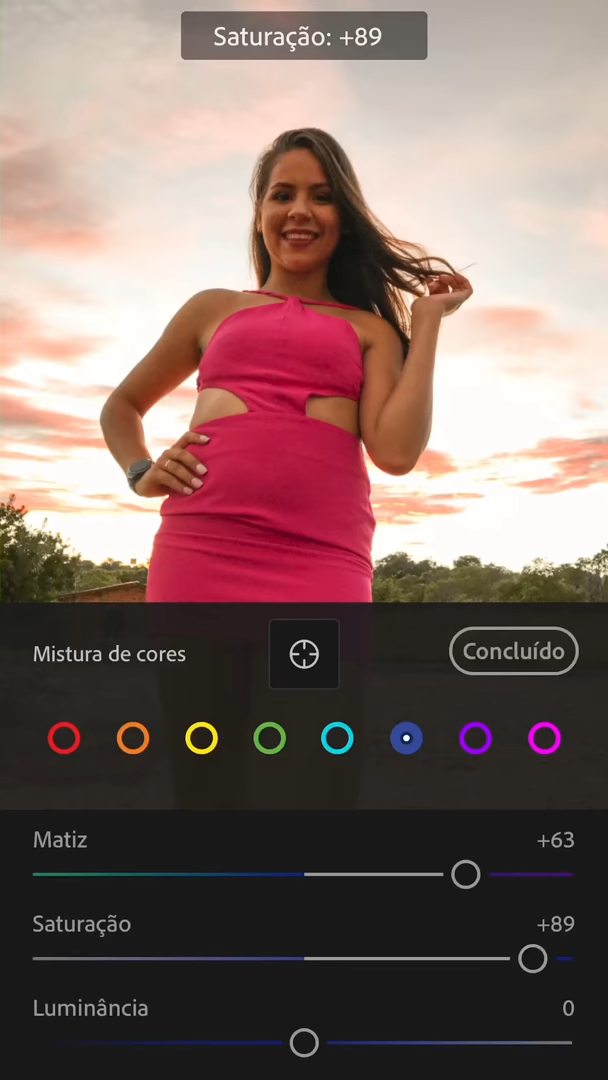 Saturação: +89
Mistura de cores
Concluído
Matiz +63
Saturação +89
Luminância 0